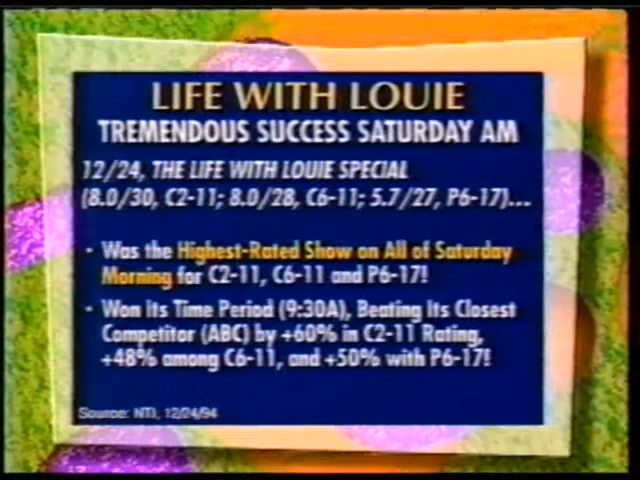 LIFE WITH LOUIE
TREMENDOUS SUCCESS SATURDAY AM
12/24, THE LIFE WITH LOUIE SPECIAL
(8.0/30, C2-11; 8.0/28, C6-11; 5.7/27, P6-17)...
· Was the Highest-Rated Show on All of Saturday
Morning for C2-11, C6-11 and P6-17!
· Won Its Time Period (9:30A), Beating Its Closest
Competitor (ABC) by +60% in C2-11 Rating,
+48% among C6-11, and +50% with P6-17!
Source: NTI, 12/24/94